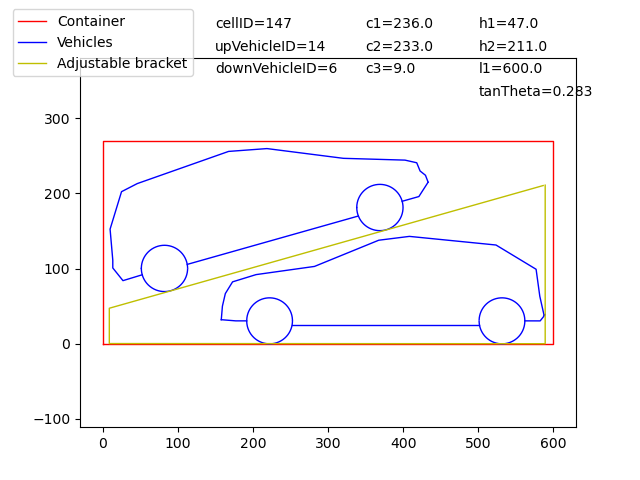 Container
Vehicles
Adjustable bracket
cellID=147
upVehicleID=14
downVehicleID=6
c1=236.0
c2=233.0
c3=9.0
h1=47.0
h2=211.0
l1=600.0
tanTheta=0.283
300
200
100
0
−100
0 100 200 300 400 500 600